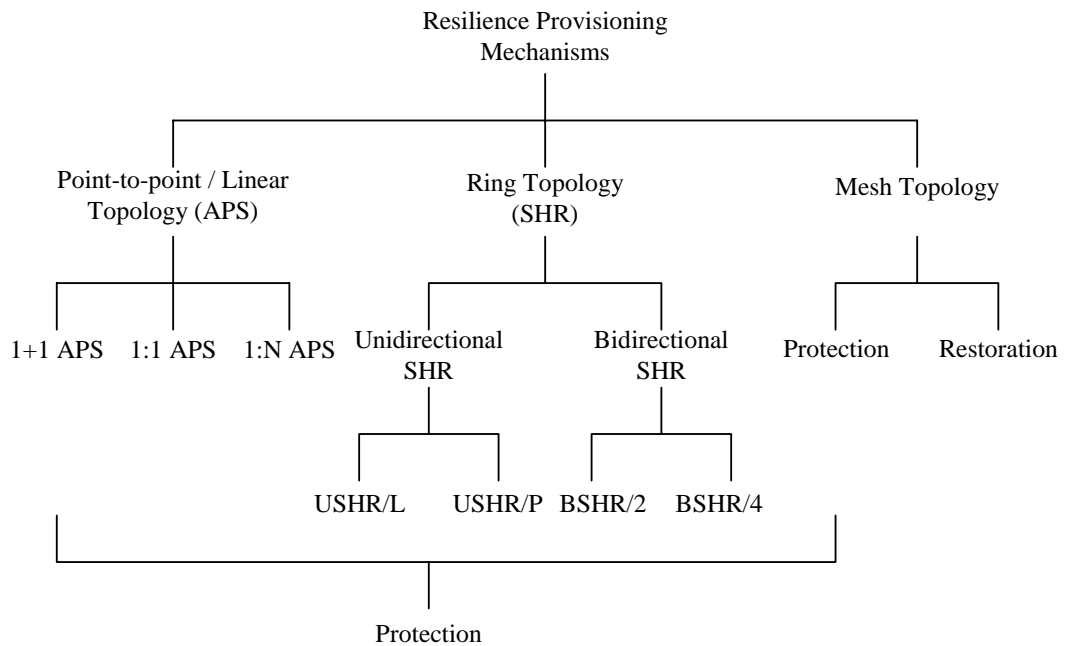 Resilience Provisioning
Mechanisms
Point-to-point / Linear
Topology (APS)
Ring Topology
(SHR)
Mesh Topology
1+1 APS
1:1 APS
1:N APS
Unidirectional
SHR
Bidirectional
SHR
Protection
Restoration
USHR/L
USHR/P
BSHR/2
BSHR/4
Protection